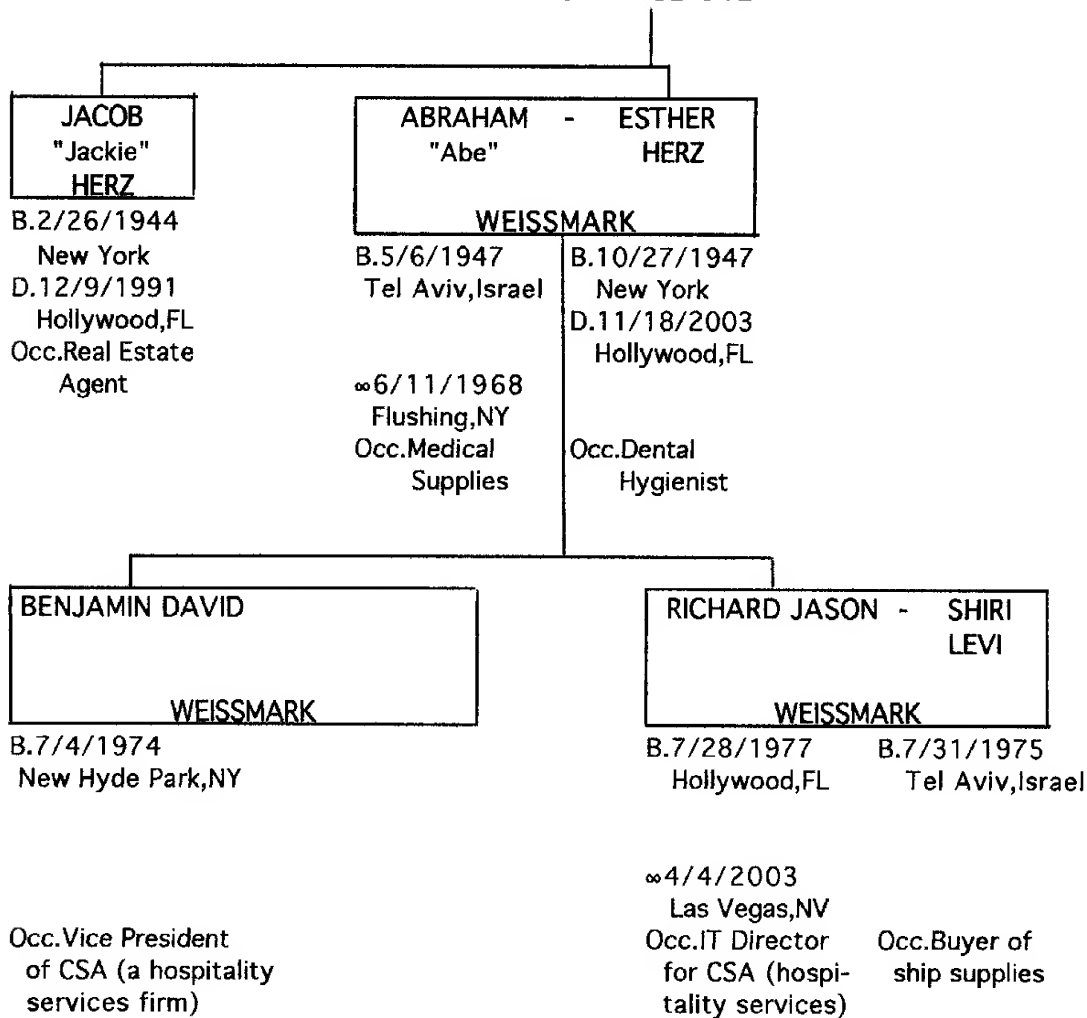 JACOB
"Jackie"
HERZ
B.2/26/1944
New York
D.12/9/1991
Hollywood,FL
Occ.Real Estate
Agent
ABRAHAM - ESTHER
"Abe" HERZ
WEISSMARK
B.5/6/1947 B.10/27/1947
Tel Aviv,Israel New York
D.11/18/2003
Hollywood,FL
∞6/11/1968
Flushing,NY
Occ.Medical Occ.Dental
Supplies Hygienist
BENJAMIN DAVID
WEISSMARK
B.7/4/1974
New Hyde Park,NY
Occ.Vice President
of CSA (a hospitality
services firm)
RICHARD JASON - SHIRI
LEVI
WEISSMARK
B.7/28/1977 B.7/31/1975
Hollywood,FL Tel Aviv,Israel
∞4/4/2003
Las Vegas,NV
Occ.IT Director Occ.Buyer of
for CSA (hospi- ship supplies
tality services)